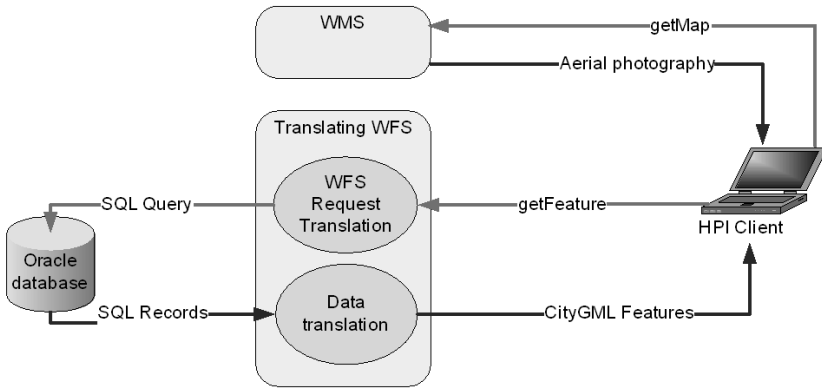 WMS
getMap
Aerial photography
Translating WFS
WFS
Request
Translation
SQL Query
getFeature
HPI Client
Oracle
database
Data
translation
SQL Records
CityGML Features